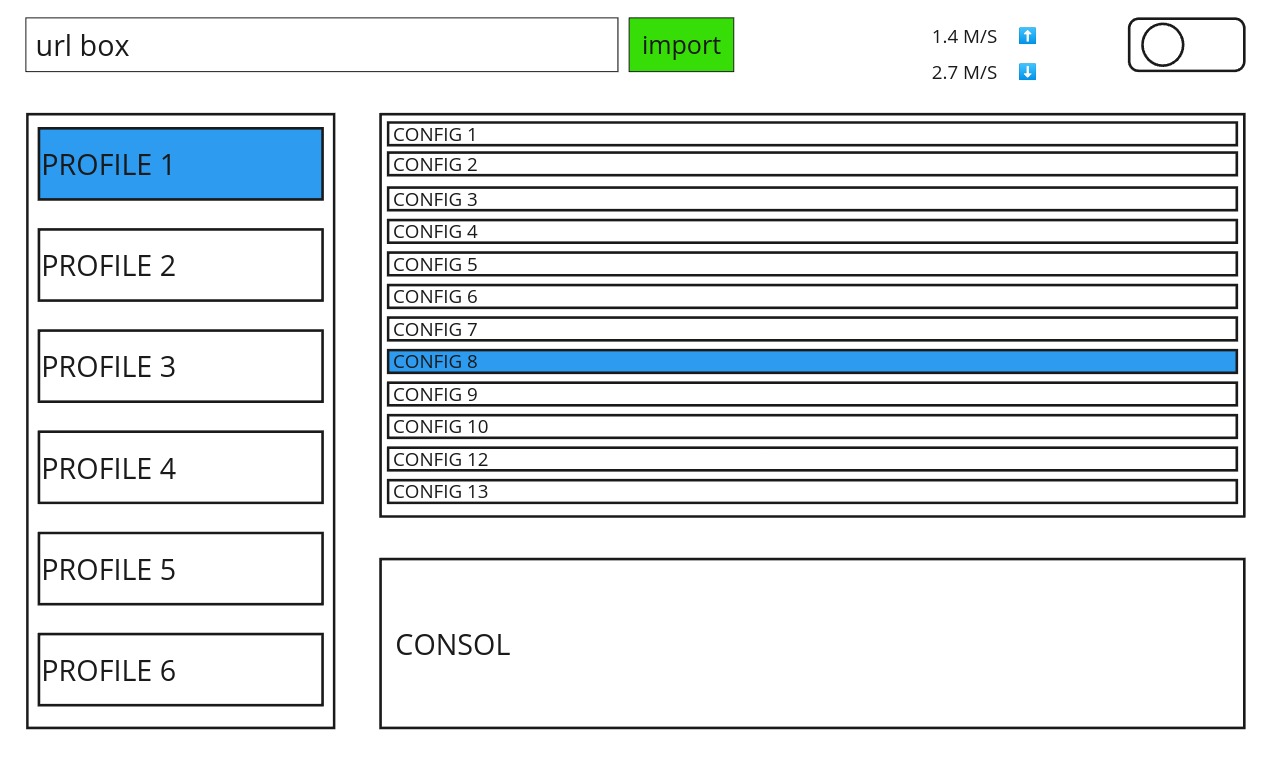 url box
import
1.4 M/S ⬆️
2.7 M/S ⬇️
PROFILE 1
PROFILE 2
PROFILE 3
PROFILE 4
PROFILE 5
PROFILE 6
CONFIG 1
CONFIG 2
CONFIG 3
CONFIG 4
CONFIG 5
CONFIG 6
CONFIG 7
CONFIG 8
CONFIG 9
CONFIG 10
CONFIG 12
CONFIG 13
CONSOL